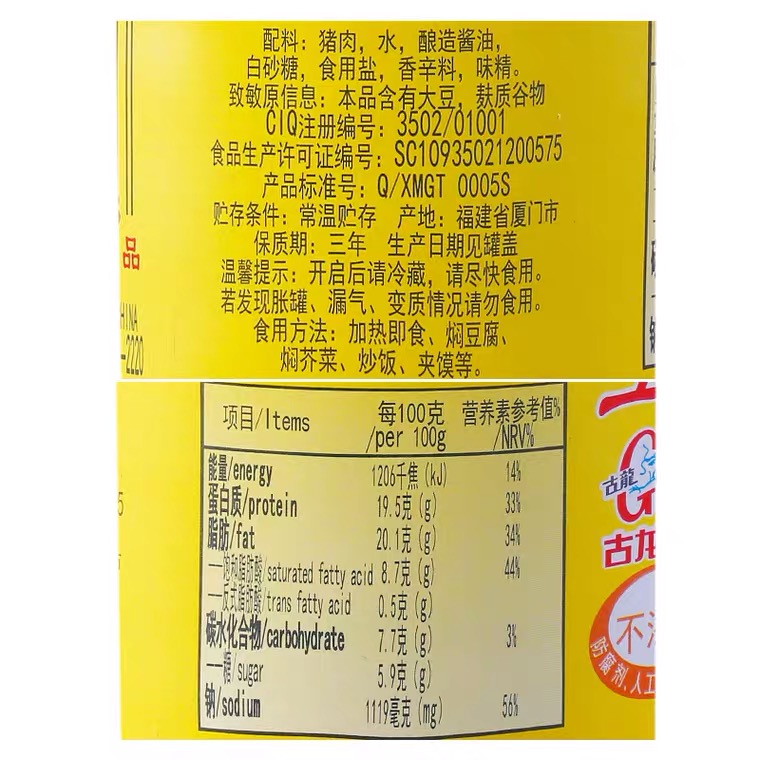 配料：猪肉，水，酿造酱油，
白砂糖，食用盐，香辛料，味精。
致敏原信息：本品含有大豆，麸质谷物
CIQ注册编号：3502/01001
食品生产许可证编号：SC10935021200575
产品标准号：Q/XMGT 0005S
贮存条件：常温贮存 产地：福建省厦门市
保质期：三年 生产日期见罐盖
温馨提示：开启后请冷藏，请尽快食用。
若发现胀罐、漏气、变质情况请勿食用。
食用方法：加热即食、焖豆腐、
焖芥菜、炒饭、夹馍等。
品
HINA
-2220
项目/Items 每100克/per 100g 营养素参考值%/NRV%
能量/energy 1206千焦(kJ) 14%
蛋白质/protein 19.5克(g) 33%
脂肪/fat 20.1克(g) 34%
——饱和脂肪酸/saturated fatty acid 8.7克(g) 44%
——反式脂肪酸/trans fatty acid 0.5克(g)
碳水化合物/carbohydrate 7.7克(g) 3%
——糖/sugar 5.9克(g)
钠/sodium 1119毫克(mg) 56%
古龍
G
古龙
不
防腐剂、人工